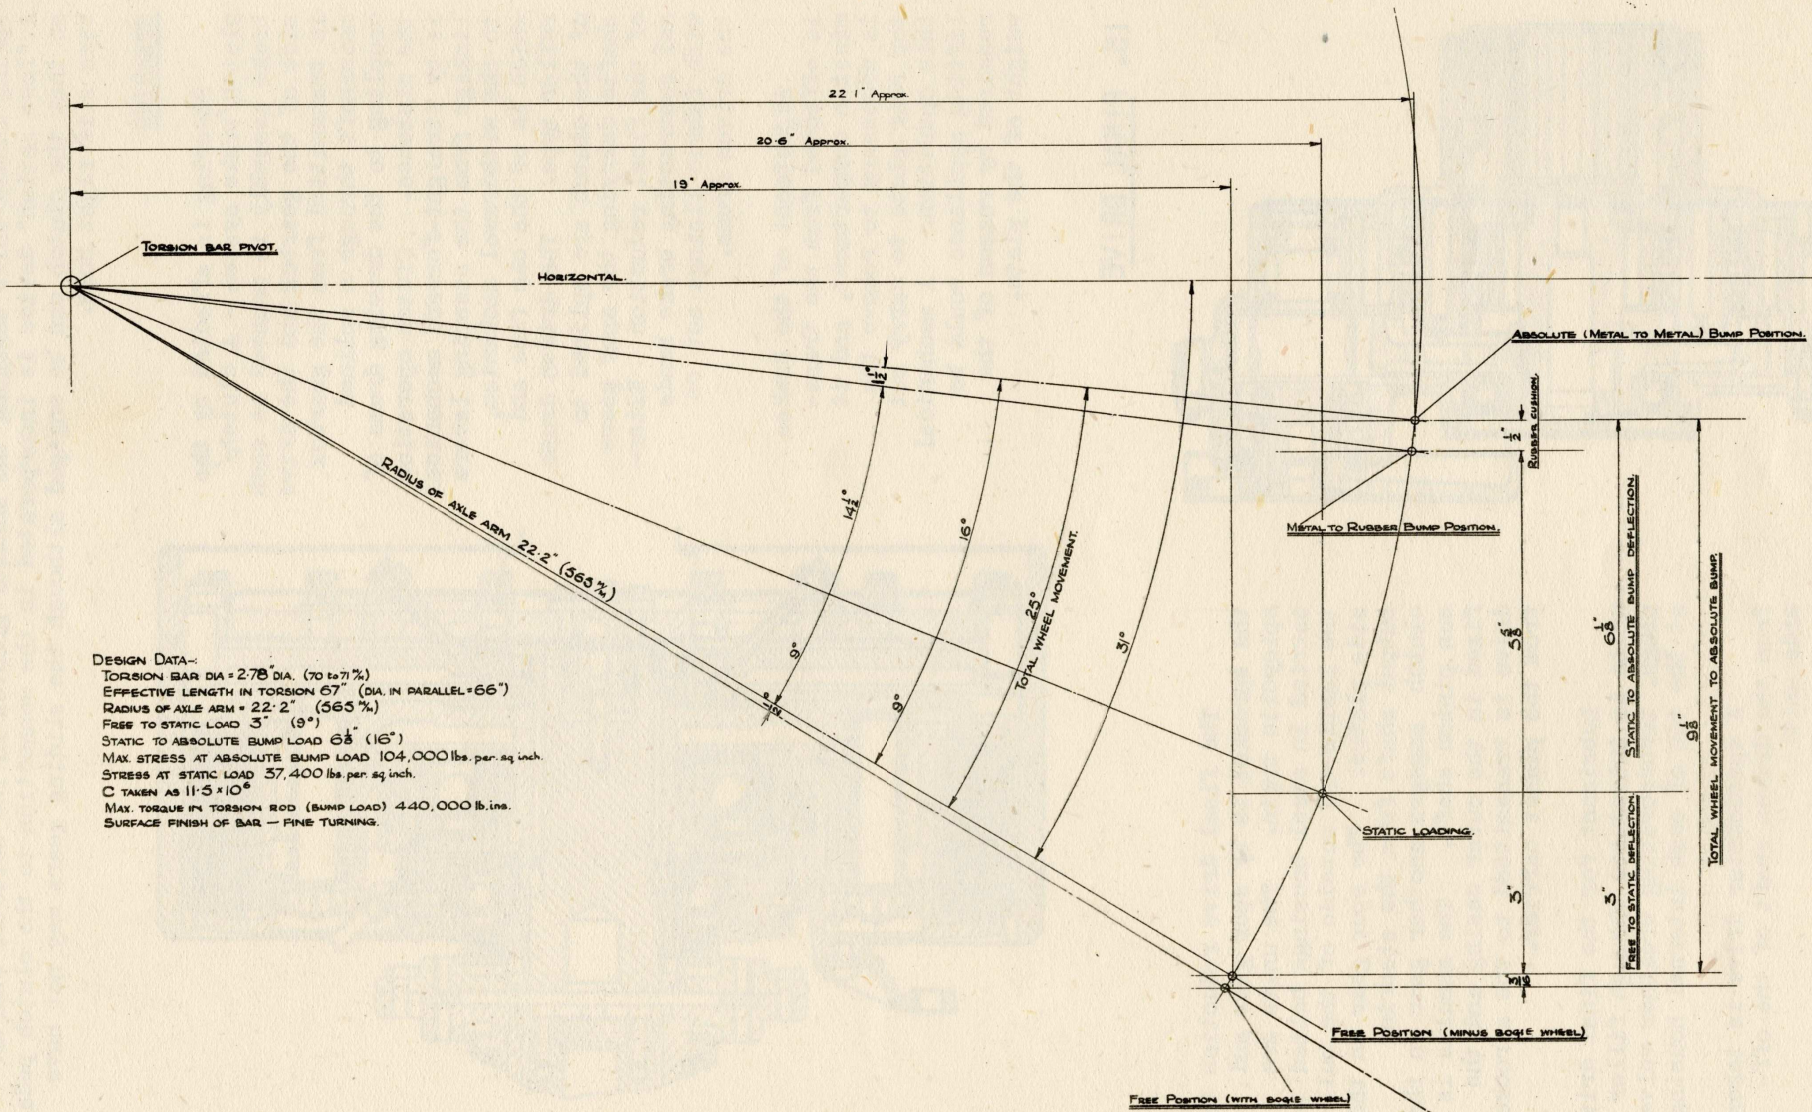 22.1" Approx.
20.6" Approx.
19" Approx.
TORSION BAR PIVOT.
HORIZONTAL.
ABSOLUTE (METAL TO METAL) BUMP POSITION.
1/2°
1/2"
RUBBER CUSHION.
METAL TO RUBBER BUMP POSITION.
RADIUS OF AXLE ARM 22·2" (565 M/M)
14 1/2°
16°
25°
TOTAL WHEEL MOVEMENT.
31°
9°
9°
1/2°
5 5/8"
6 1/8"
STATIC TO ABSOLUTE BUMP DEFLECTION.
9 1/8"
TOTAL WHEEL MOVEMENT TO ABSOLUTE BUMP.
DESIGN DATA-:
TORSION BAR DIA = 2·78" DIA. (70 to 71 M/M)
EFFECTIVE LENGTH IN TORSION 67" (DIA. IN PARALLEL = 66")
RADIUS OF AXLE ARM = 22·2" (565 M/M)
FREE TO STATIC LOAD 3" (9°)
STATIC TO ABSOLUTE BUMP LOAD 6 1/8" (16°)
MAX. STRESS AT ABSOLUTE BUMP LOAD 104,000 lbs. per. sq inch.
STRESS AT STATIC LOAD 37,400 lbs. per. sq inch.
C TAKEN AS 11·5 × 10⁶
MAX. TORQUE IN TORSION ROD (BUMP LOAD) 440,000 lb. ins.
SURFACE FINISH OF BAR — FINE TURNING.
STATIC LOADING.
3"
3"
FREE TO STATIC DEFLECTION
3/16"
FREE POSITION (MINUS BOGIE WHEEL)
FREE POSITION (WITH BOGIE WHEEL)